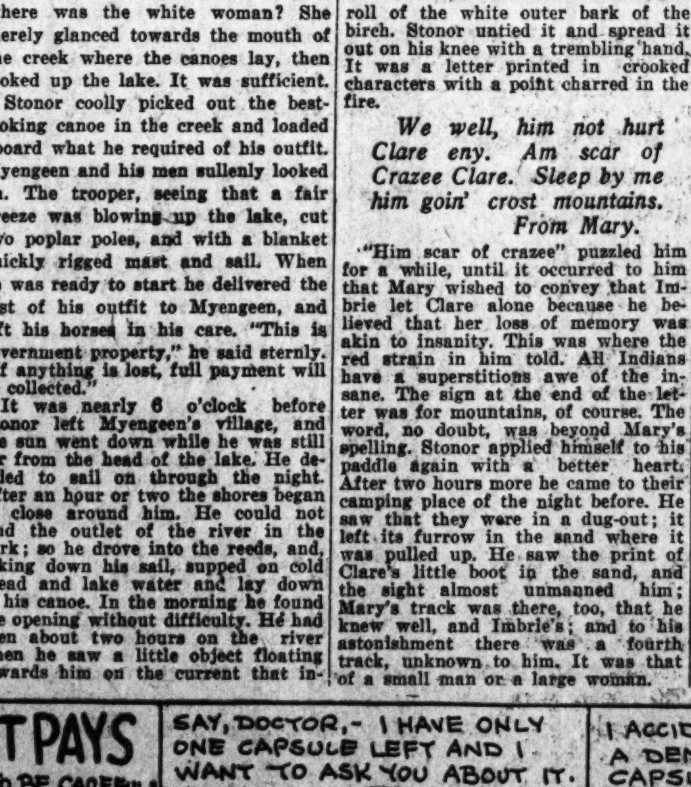 here was the white woman? She
erely glanced towards the mouth of
e creek where the canoes lay, then
oked up the lake. It was sufficient.
Stonor coolly picked out the best-
oking canoe in the creek and loaded
board what he required of his outfit.
yengeen and his men sullenly looked
n. The trooper, seeing that a fair
reeze was blowing up the lake, cut
o poplar poles, and with a blanket
ickly rigged mast and sail. When
was ready to start he delivered the
st of his outfit to Myengeen, and
ft his horses in his care. "This is
vernment property," he said sternly.
f anything is lost, full payment will
collected."
It was nearly 6 o'clock before
onor left Myengeen's village, and
e sun went down while he was still
r from the head of the lake. He de-
ded to sail on through the night.
ter an hour or two the shores began
close around him. He could not
nd the outlet of the river in the
rk; so he drove into the reeds, and,
king down his sail, supped on cold
ead and lake water and lay down
his canoe. In the morning he found
e opening without difficulty. He had
en about two hours on the river
hen he saw a little object floating
wards him on the current that in-
roll of the white outer bark of the
birch. Stonor untied it and spread it
out on his knee with a trembling hand.
It was a letter printed in crooked
characters with a point charred in the
fire.
We well, him not hurt
Clare eny. Am scar of
Crazee Clare. Sleep by me
him goin' crost mountains.
From Mary.
"Him scar of crazee" puzzled him
for a while, until it occurred to him
that Mary wished to convey that Im-
brie let Clare alone because he be-
lieved that her loss of memory was
akin to insanity. This was where the
red strain in him told. All Indians
have a superstitions awe of the in-
sane. The sign at the end of the let-
ter was for mountains, of course. The
word, no doubt, was beyond Mary's
spelling. Stonor applied himself to his
paddle again with a better heart.
After two hours more he came to their
camping place of the night before. He
saw that they were in a dug-out; it
left its furrow in the sand where it
was pulled up. He saw the print of
Clare's little boot in the sand, and
the sight almost unmanned him;
Mary's track was there, too, that he
knew well, and Imbrie's; and to his
astonishment there was a fourth
track, unknown to him. It was that
of a small man or a large woman.
T PAYS
BE CAREFUL
SAY, DOCTOR,- I HAVE ONLY
ONE CAPSULE LEFT AND I
WANT TO ASK YOU ABOUT IT.
I ACCID
A DEN
CAPSU